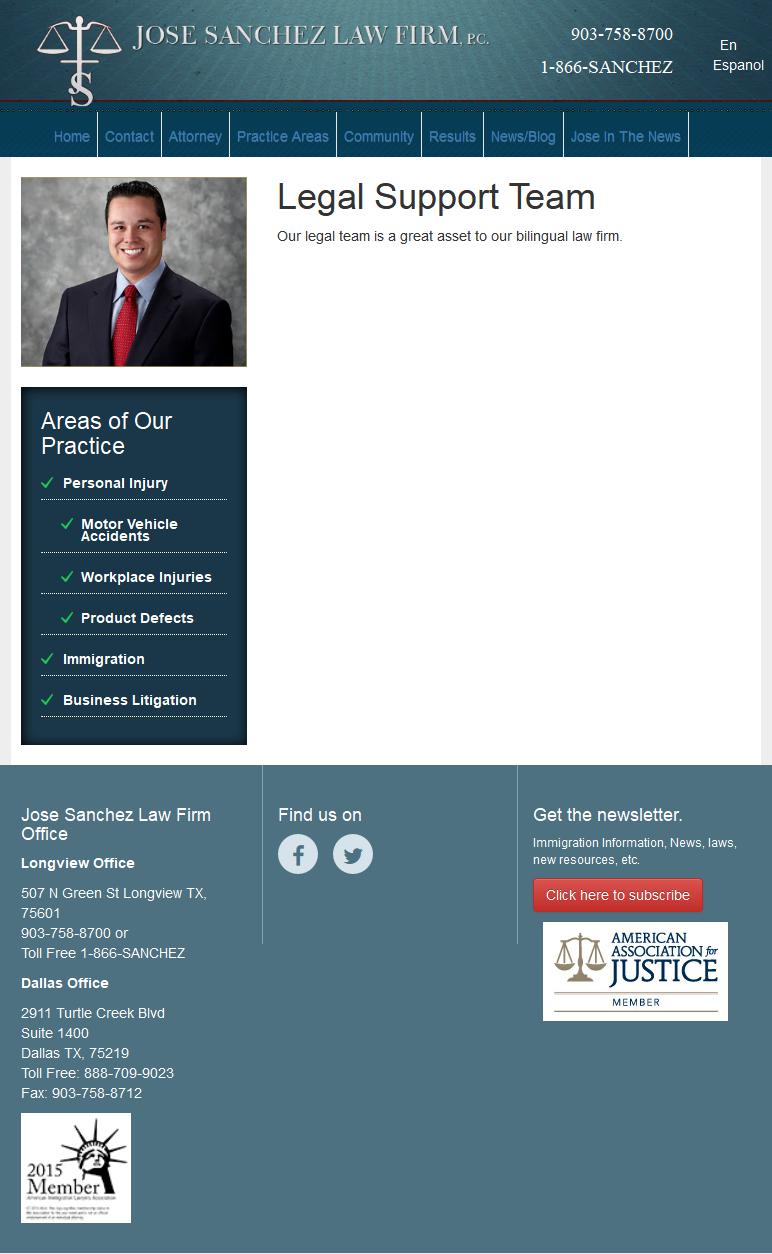 JOSE SANCHEZ LAW FIRM, P.C.
JS
903-758-8700
1-866-SANCHEZ
En
Espanol
Home
Contact
Attorney
Practice Areas
Community
Results
News/Blog
Jose In The News
Legal Support Team
Our legal team is a great asset to our bilingual law firm.
Areas of Our
Practice
Personal Injury
Motor Vehicle
Accidents
Workplace Injuries
Product Defects
Immigration
Business Litigation
Jose Sanchez Law Firm
Office
Longview Office
507 N Green St Longview TX,
75601
903-758-8700 or
Toll Free 1-866-SANCHEZ
Dallas Office
2911 Turtle Creek Blvd
Suite 1400
Dallas TX, 75219
Toll Free: 888-709-9023
Fax: 903-758-8712
2015
Member
American Immigration Lawyers Association
Find us on
Get the newsletter.
Immigration Information, News, laws,
new resources, etc.
Click here to subscribe
AMERICAN
ASSOCIATION for
JUSTICE
MEMBER